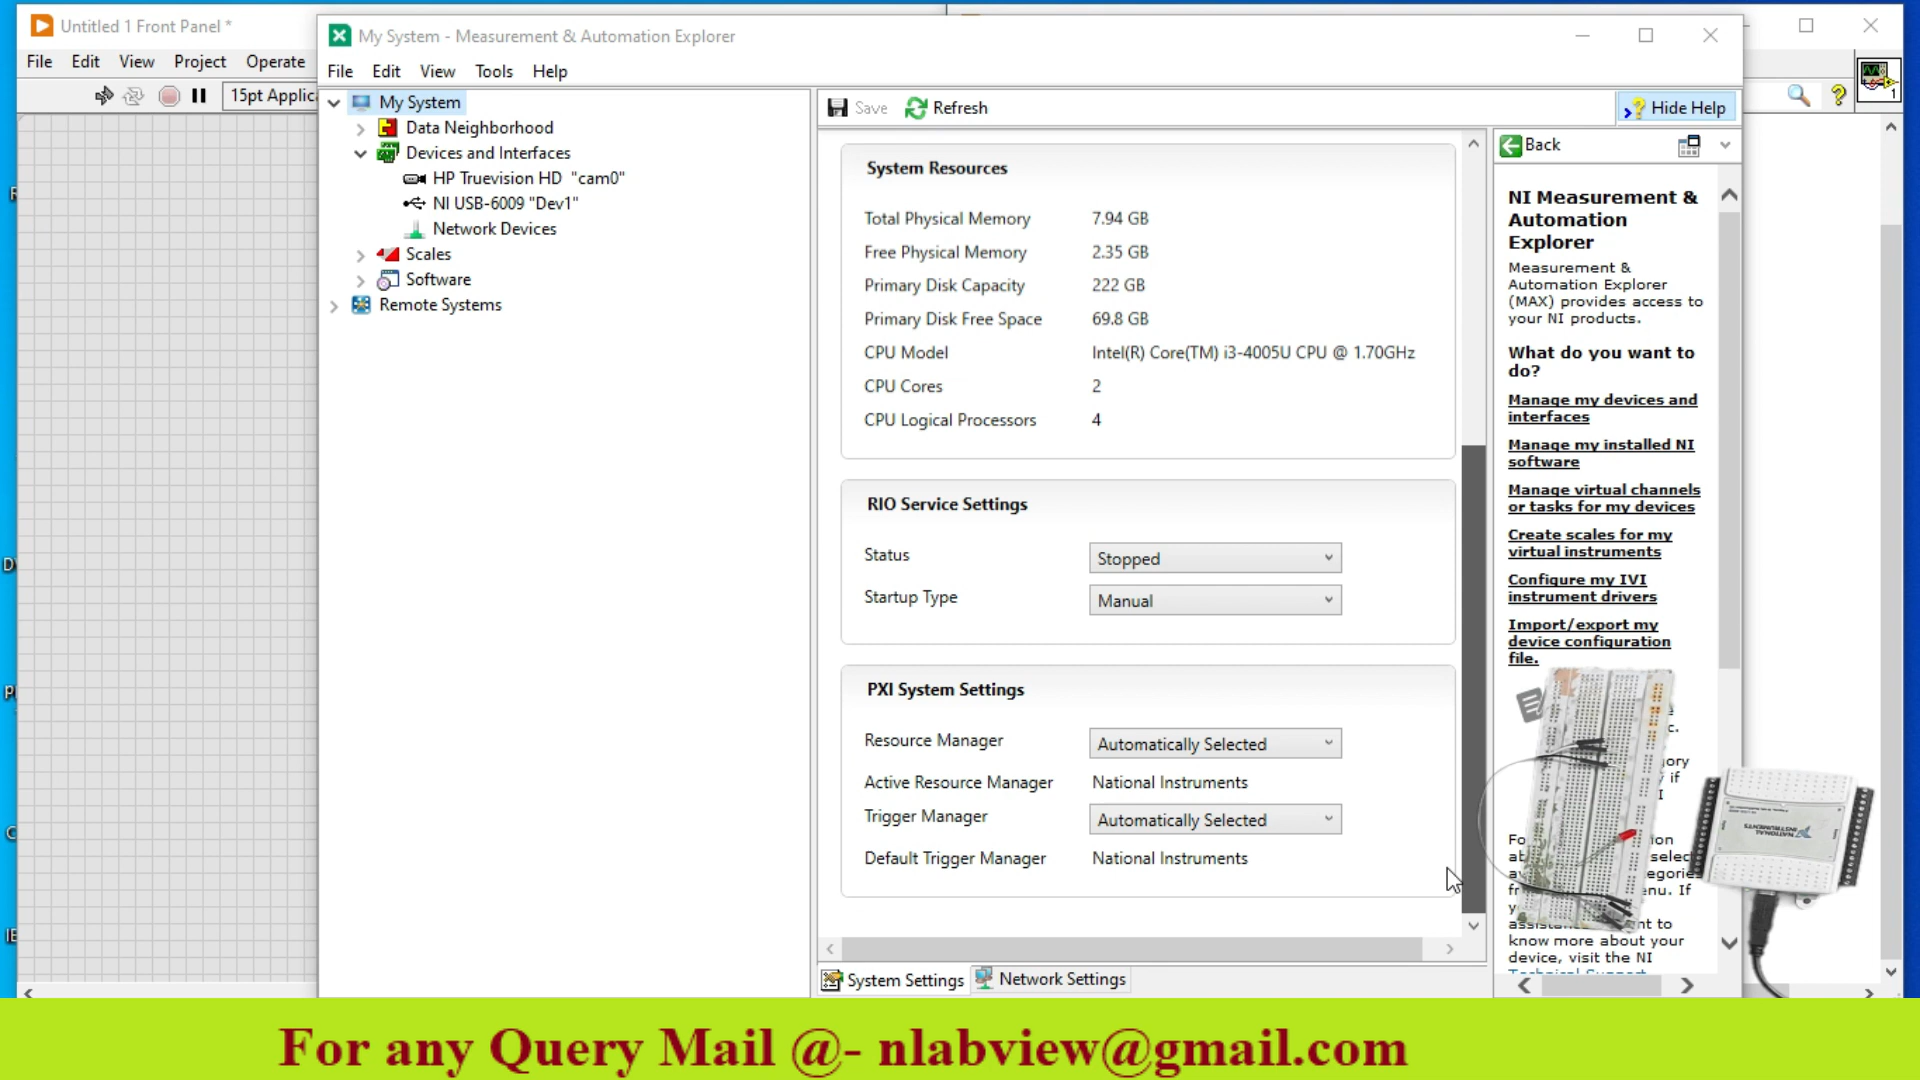 Untitled 1 Front Panel *
File Edit View Project Operate
15pt Applica
My System - Measurement & Automation Explorer
File Edit View Tools Help
My System
Data Neighborhood
Devices and Interfaces
HP Truevision HD "cam0"
NI USB-6009 "Dev1"
Network Devices
Scales
Software
Remote Systems
Save Refresh
Hide Help
System Resources
Total Physical Memory 7.94 GB
Free Physical Memory 2.35 GB
Primary Disk Capacity 222 GB
Primary Disk Free Space 69.8 GB
CPU Model Intel(R) Core(TM) i3-4005U CPU @ 1.70GHz
CPU Cores 2
CPU Logical Processors 4
RIO Service Settings
Status Stopped
Startup Type Manual
PXI System Settings
Resource Manager Automatically Selected
Active Resource Manager National Instruments
Trigger Manager Automatically Selected
Default Trigger Manager National Instruments
System Settings Network Settings
Back
NI Measurement &
Automation
Explorer
Measurement &
Automation Explorer
(MAX) provides access to
your NI products.
What do you want to
do?
Manage my devices and
interfaces
Manage my installed NI
software
Manage virtual channels
or tasks for my devices
Create scales for my
virtual instruments
Configure my IVI
instrument drivers
Import/export my
device configuration
file.
know more about your
device, visit the NI
Technical Support
NATIONAL INSTRUMENTS
1
For any Query Mail @- nlabview@gmail.com